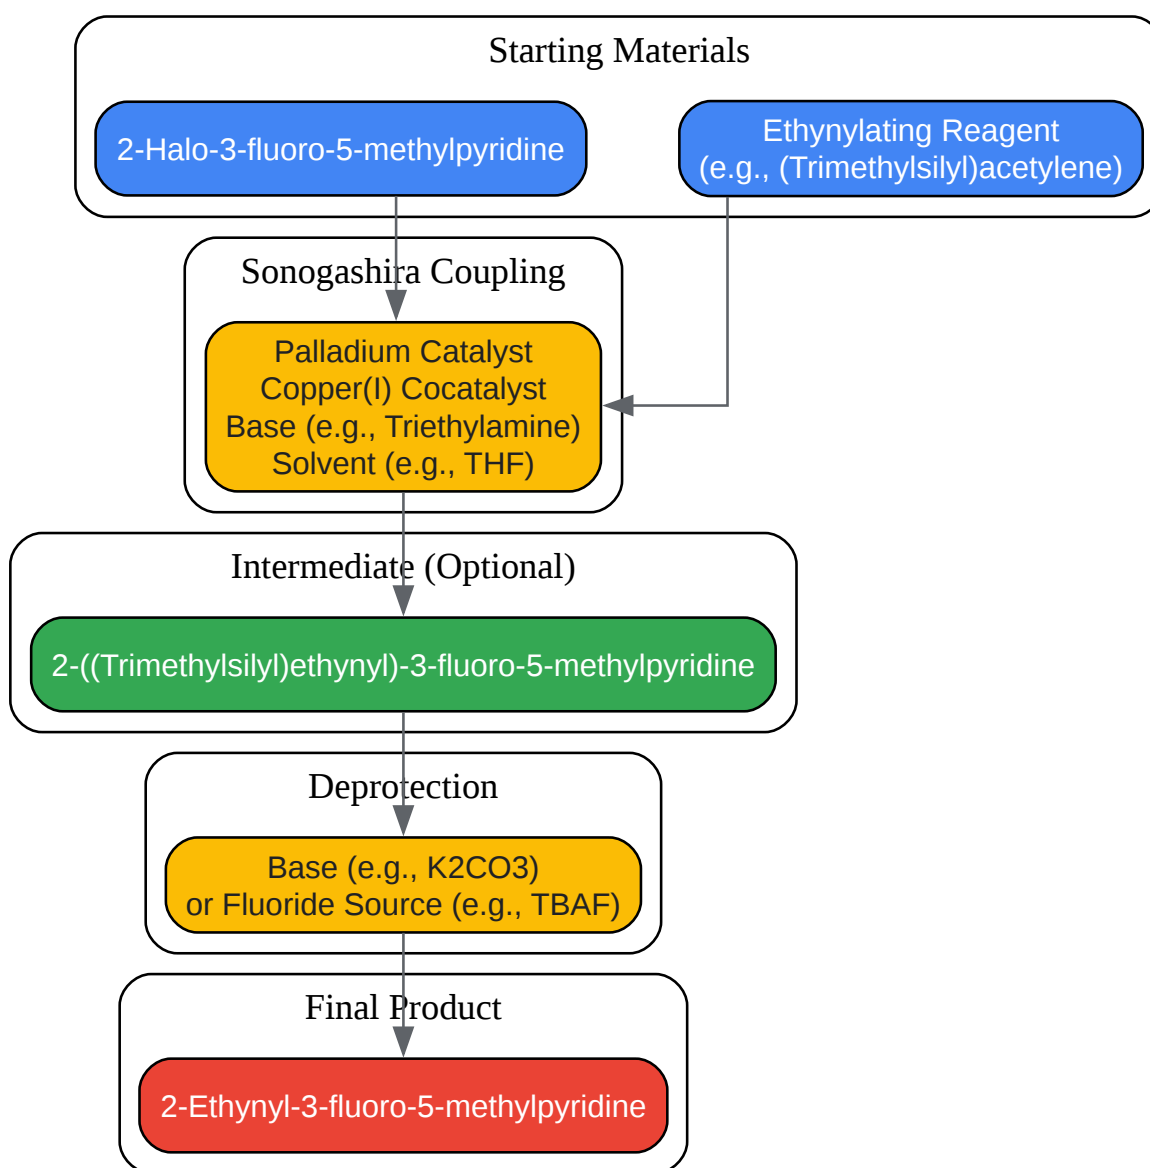 Starting Materials
2-Halo-3-fluoro-5-methylpyridine
Ethynylating Reagent
(e.g., (Trimethylsilyl)acetylene)
Sonogashira Coupling
Palladium Catalyst
Copper(I) Cocatalyst
Base (e.g., Triethylamine)
Solvent (e.g., THF)
Intermediate (Optional)
2-((Trimethylsilyl)ethynyl)-3-fluoro-5-methylpyridine
Deprotection
Base (e.g., K2CO3)
or Fluoride Source (e.g., TBAF)
Final Product
2-Ethynyl-3-fluoro-5-methylpyridine